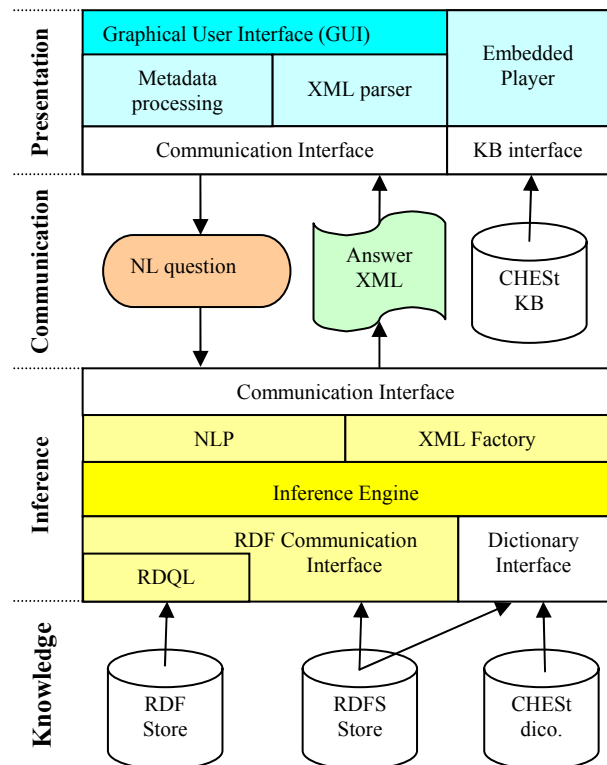 Presentation
Graphical User Interface (GUI)
Metadata
processing
XML parser
Embedded
Player
Communication Interface
KB interface
Communication
NL question
Answer
XML
CHESt
KB
Inference
Communication Interface
NLP
XML Factory
Inference Engine
RDF Communication
Interface
RDQL
Dictionary
Interface
Knowledge
RDF
Store
RDFS
Store
CHESt
dico.